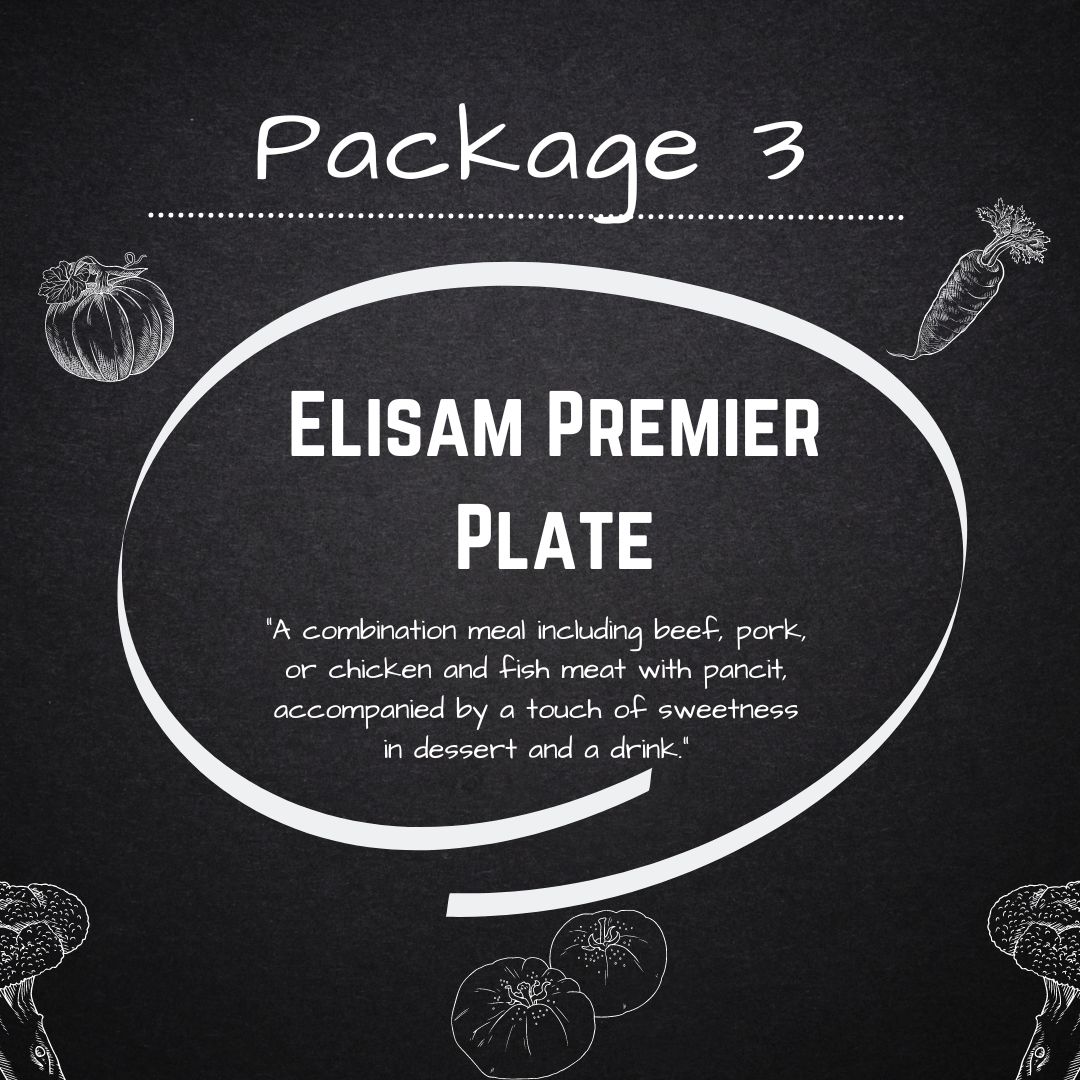 Package 3
Elisam Premier
Plate
"A combination meal including beef, pork,
or chicken and fish meat with pancit,
accompanied by a touch of sweetness
in dessert and a drink."